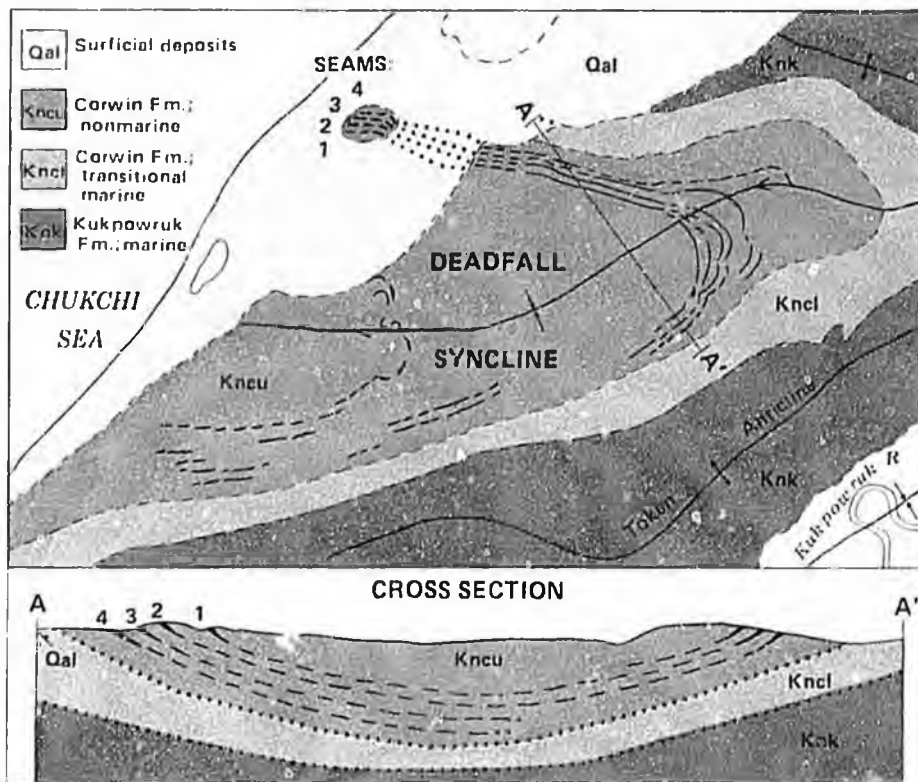 Qal Surficial deposits
Kncu Corwin Fm.;
nonmarine
Kncl Corwin Fm.;
transitional
marine
Knk Kukpowruk
Fm.; marine
SEAMS:
4
3
2
1
Qal
Knk
A
DEADFALL
SYNCLINE
CHUKCHI
SEA
Kncl
A'
Kncu
Tokun Anticline
Knk
Kukpowruk R
CROSS SECTION
A
A'
4 3 2 1
Qal
Kncu
Kncl
Knk